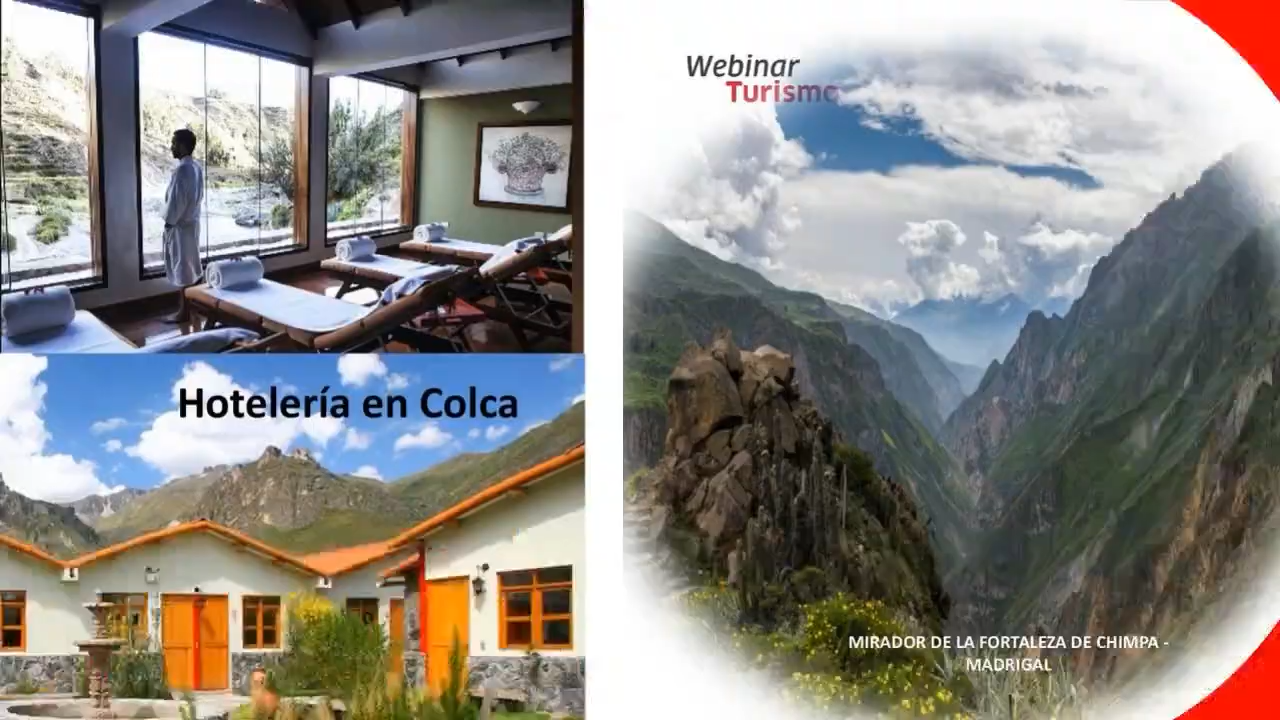 Webinar
Turismo
Hotelería en Colca
MIRADOR DE LA FORTALEZA DE CHIMPA -
MADRIGAL